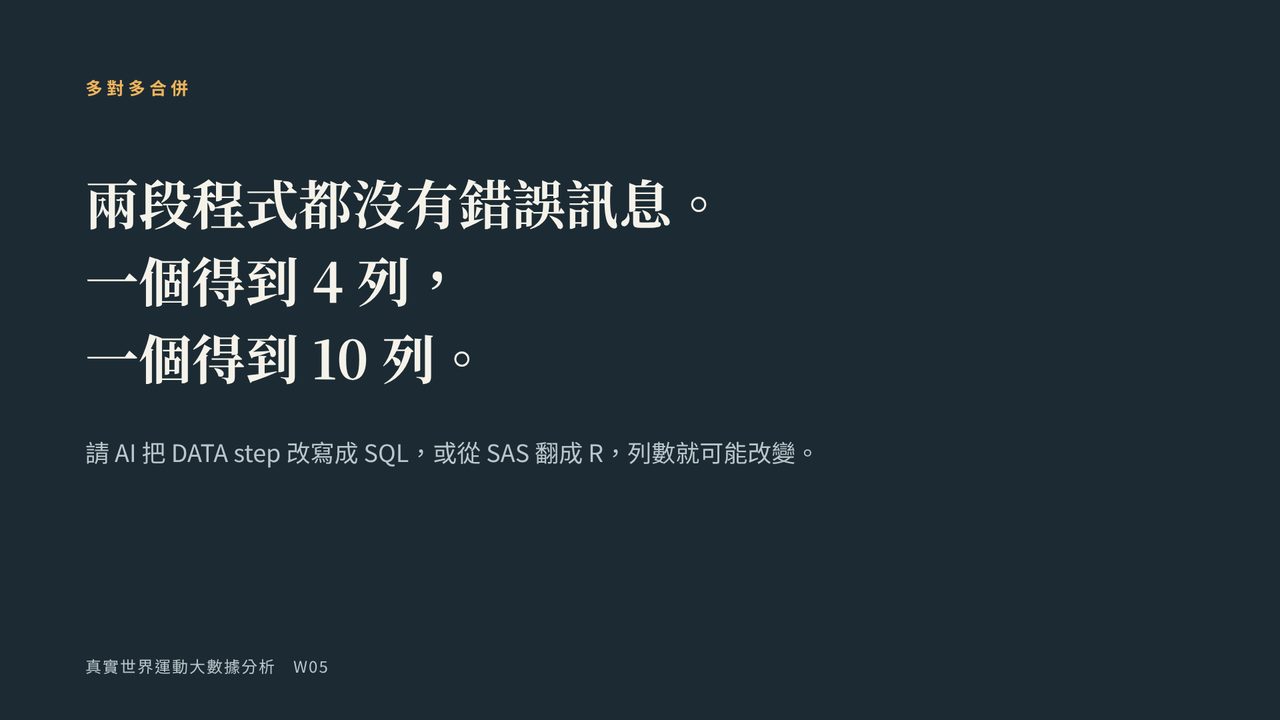 多對多合併
兩段程式都沒有錯誤訊息。
一個得到 4 列，
一個得到 10 列。
請 AI 把 DATA step 改寫成 SQL，或從 SAS 翻成 R，列數就可能改變。
真實世界運動大數據分析　W05